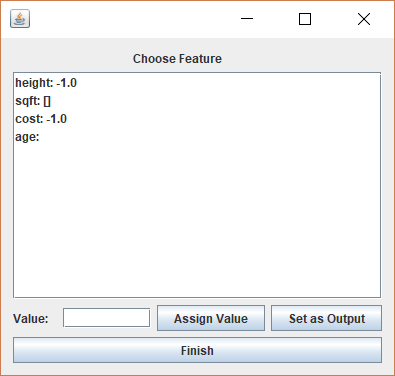 Choose Feature
height: -1.0
sqft: []
cost: -1.0
age:
Value:
Assign Value
Set as Output
Finish